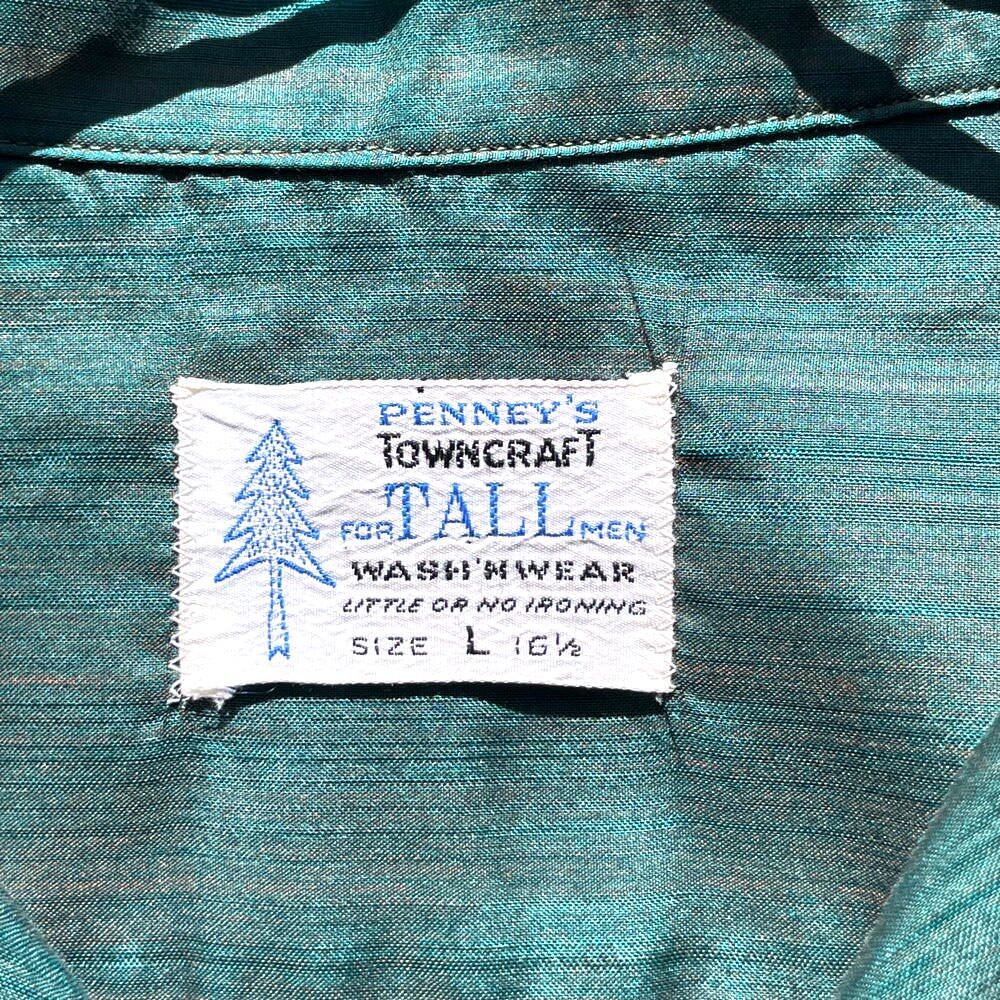 PENNEY'S
TOWNCRAFT
FOR TALL MEN
WASH'N WEAR
LITTLE OR NO IRONING
SIZE L 16½